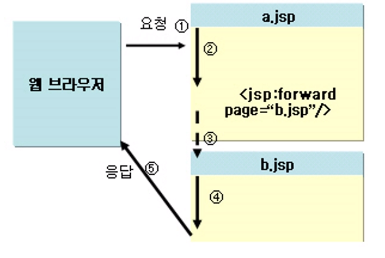 a.jsp
요청 ①
②
웹 브라우저
<jsp:forward
page="b.jsp"/>
③
b.jsp
응답 ⑤
④